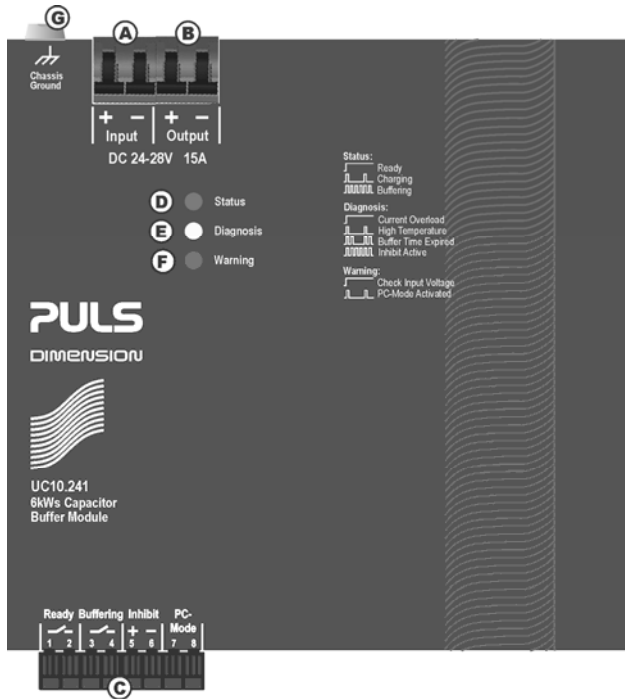 G
A B
Chassis
Ground
+ − + −
Input Output
DC 24-28V 15A
Status:
Ready
Charging
Buffering
D Status
Diagnosis:
Current Overload
E Diagnosis
High Temperature
Buffer Time Expired
Inhibit Active
F Warning
Warning:
Check Input Voltage
PC-Mode Activated
PULS
DIMENSION
UC10.241
6kWs Capacitor
Buffer Module
Ready Buffering Inhibit PC-
Mode
+ −
1 2 3 4 5 6 7 8
C